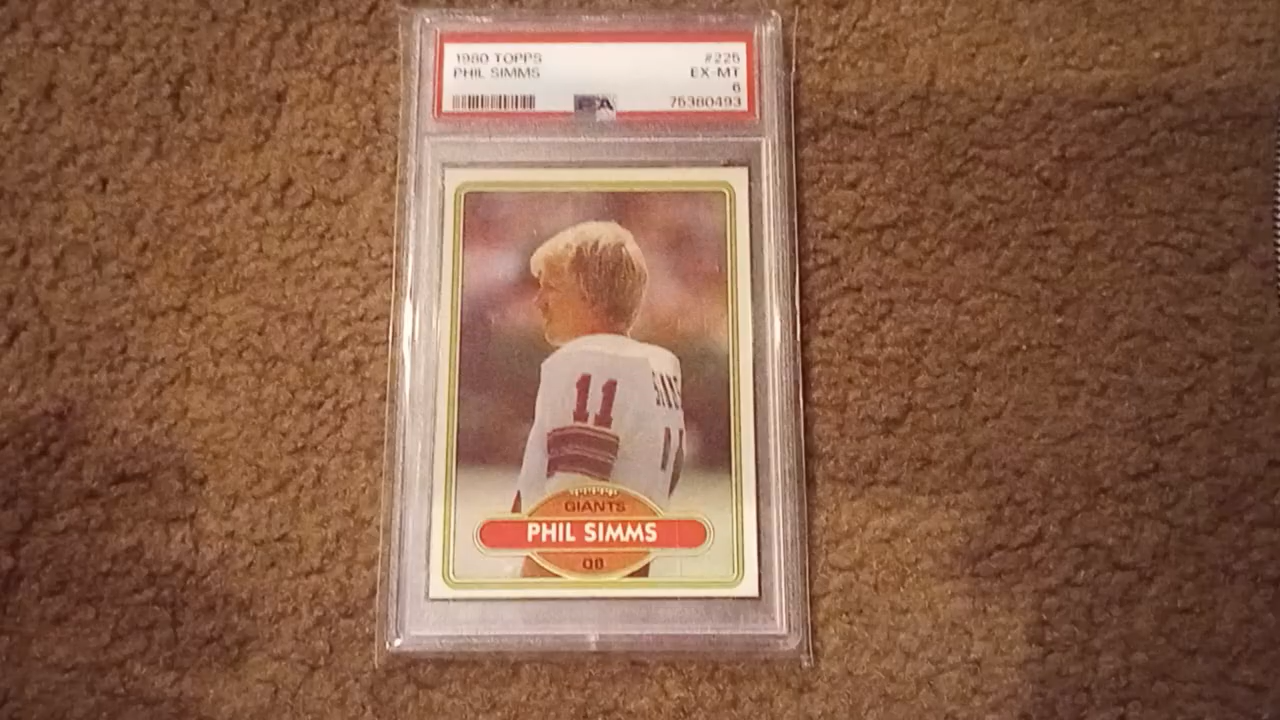 1980 TOPPS #225
PHIL SIMMS EX-MT
6
PSA 75380493
11
GIANTS
PHIL SIMMS
QB